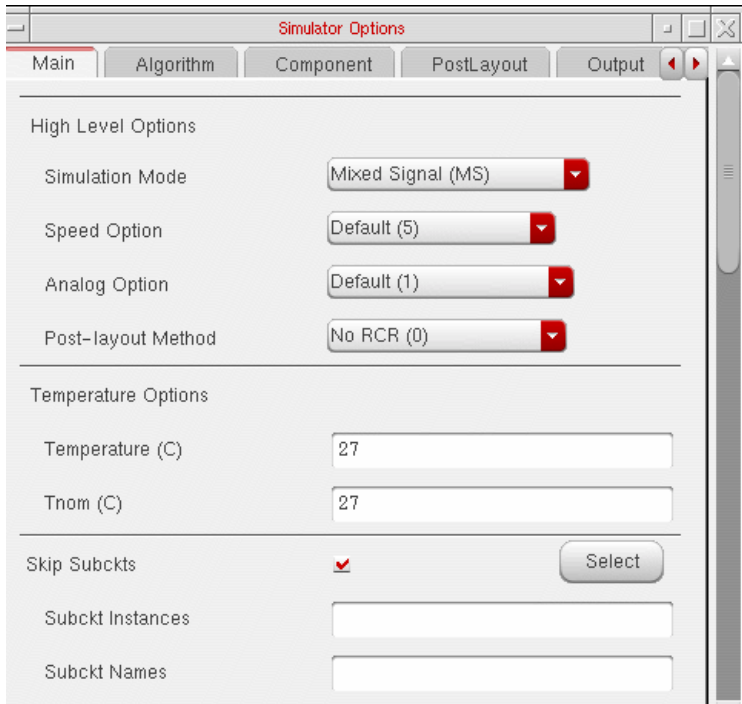 Simulator Options
Main Algorithm Component PostLayout Output
High Level Options
Simulation Mode Mixed Signal (MS)
Speed Option Default (5)
Analog Option Default (1)
Post-layout Method No RCR (0)
Temperature Options
Temperature (C) 27
Tnom (C) 27
Skip Subckts Select
Subckt Instances
Subckt Names